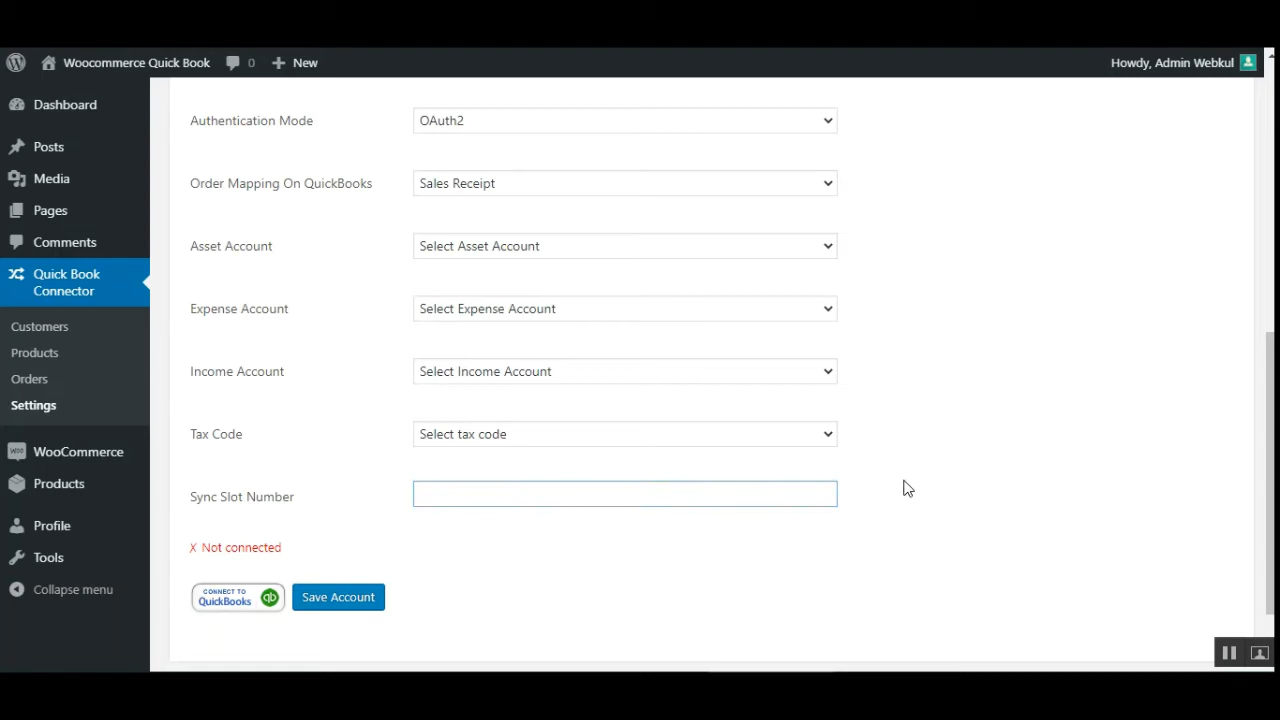 Woocommerce Quick Book
0
New
Howdy, Admin Webkul
Dashboard
Posts
Media
Pages
Comments
Quick Book
Connector
Customers
Products
Orders
Settings
WOO
WooCommerce
Products
Profile
Tools
Collapse menu
Authentication Mode
OAuth2
Order Mapping On QuickBooks
Sales Receipt
Asset Account
Select Asset Account
Expense Account
Select Expense Account
Income Account
Select Income Account
Tax Code
Select tax code
Sync Slot Number
X Not connected
CONNECT TO
QuickBooks
qb
Save Account